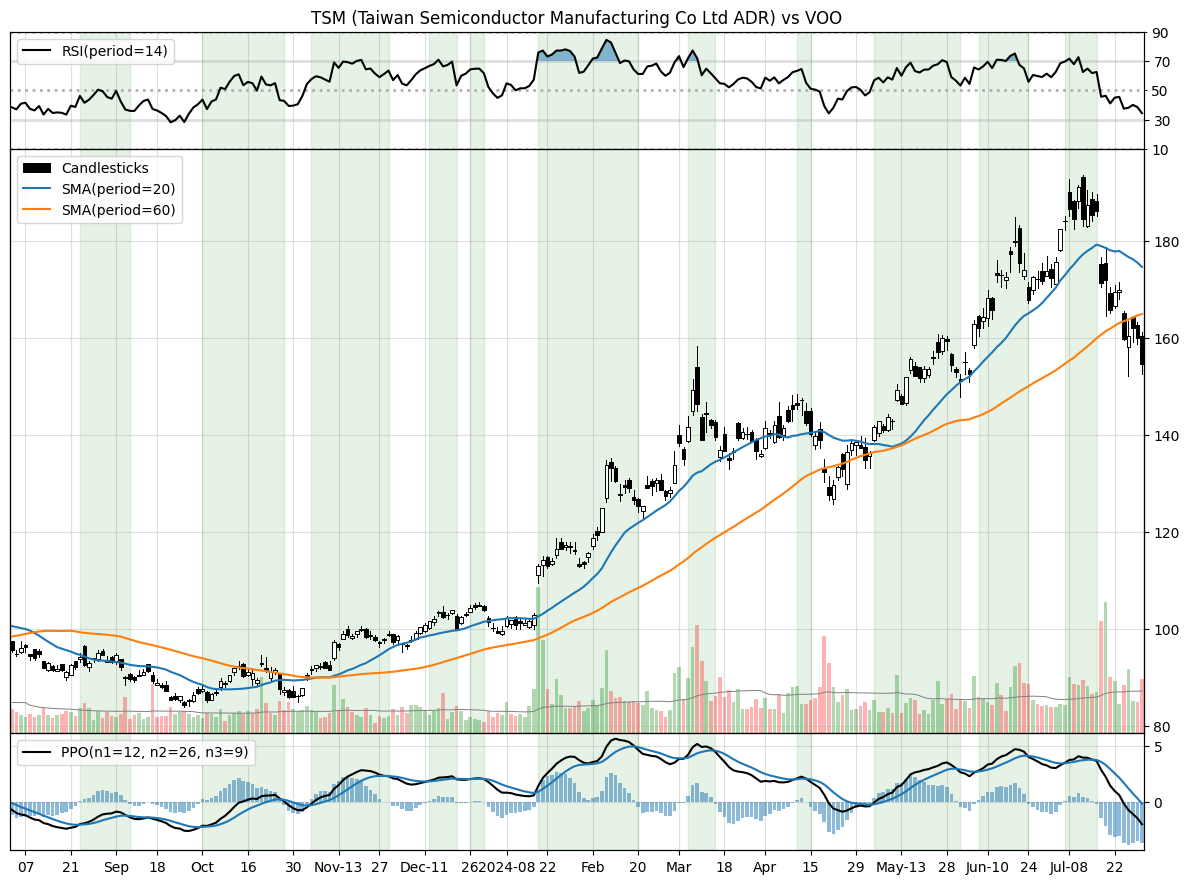 TSM (Taiwan Semiconductor Manufacturing Co Ltd ADR) vs VOO
RSI(period=14)
90
70
50
30
10
Candlesticks
SMA(period=20)
SMA(period=60)
180
160
140
120
100
80
PPO(n1=12, n2=26, n3=9)
5
0
07 21 Sep 18 Oct 16 30 Nov-13 27 Dec-11 26 2024-08 22 Feb 20 Mar 18 Apr 15 29 May-13 28 Jun-10 24 Jul-08 22